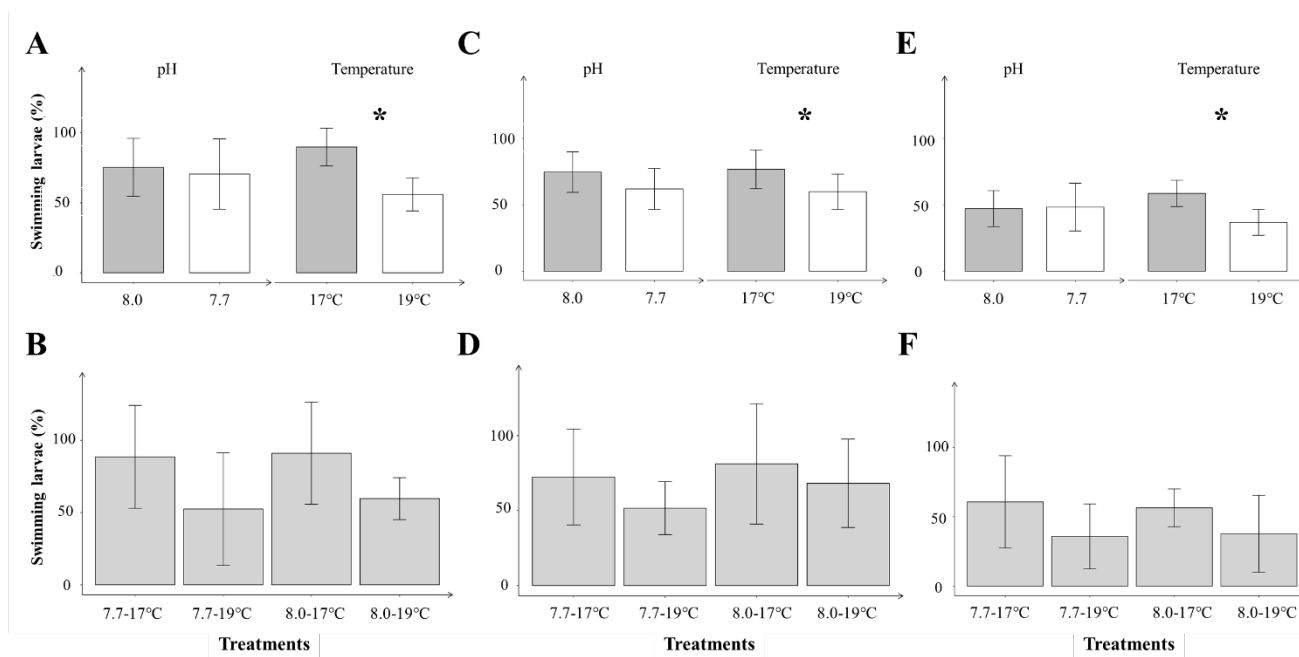 A
pH
Temperature
*
Swimming larvae (%)
100
50
0
8.0
7.7
17°C
19°C
C
pH
Temperature
*
100
50
0
8.0
7.7
17°C
19°C
E
pH
Temperature
*
100
50
0
8.0
7.7
17°C
19°C
B
Swimming larvae (%)
100
50
0
7.7-17°C
7.7-19°C
8.0-17°C
8.0-19°C
Treatments
D
100
50
0
7.7-17°C
7.7-19°C
8.0-17°C
8.0-19°C
Treatments
F
100
50
0
7.7-17°C
7.7-19°C
8.0-17°C
8.0-19°C
Treatments